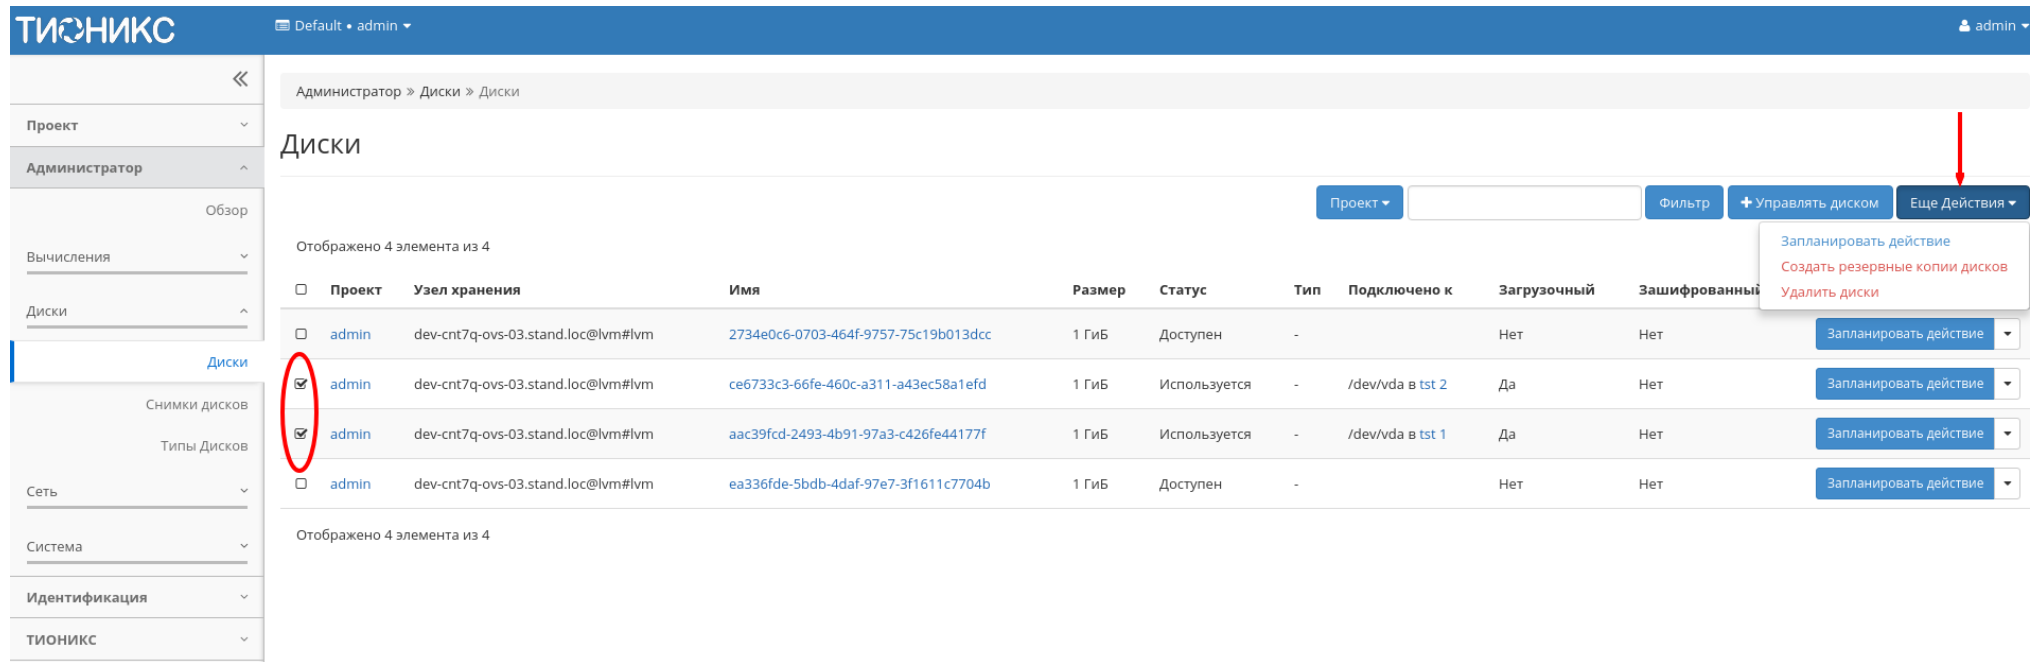 ТИОНИКС
Default • admin
admin
Администратор » Диски » Диски
Проект
Администратор
Обзор
Вычисления
Диски
Диски
Снимки дисков
Типы Дисков
Сеть
Система
Идентификация
ТИОНИКС
Диски
Проект Фильтр + Управлять диском Еще Действия
Запланировать действие
Создать резервные копии дисков
Удалить диски
Отображено 4 элемента из 4
Проект Узел хранения Имя Размер Статус Тип Подключено к Загрузочный Зашифрованный
admin dev-cnt7q-ovs-03.stand.loc@lvm#lvm 2734e0c6-0703-464f-9757-75c19b013dcc 1 ГиБ Доступен - Нет Нет Запланировать действие
admin dev-cnt7q-ovs-03.stand.loc@lvm#lvm ce6733c3-66fe-460c-a311-a43ec58a1efd 1 ГиБ Используется - /dev/vda в tst 2 Да Нет Запланировать действие
admin dev-cnt7q-ovs-03.stand.loc@lvm#lvm aac39fcd-2493-4b91-97a3-c426fe44177f 1 ГиБ Используется - /dev/vda в tst 1 Да Нет Запланировать действие
admin dev-cnt7q-ovs-03.stand.loc@lvm#lvm ea336fde-5bdb-4daf-97e7-3f1611c7704b 1 ГиБ Доступен - Нет Нет Запланировать действие
Отображено 4 элемента из 4